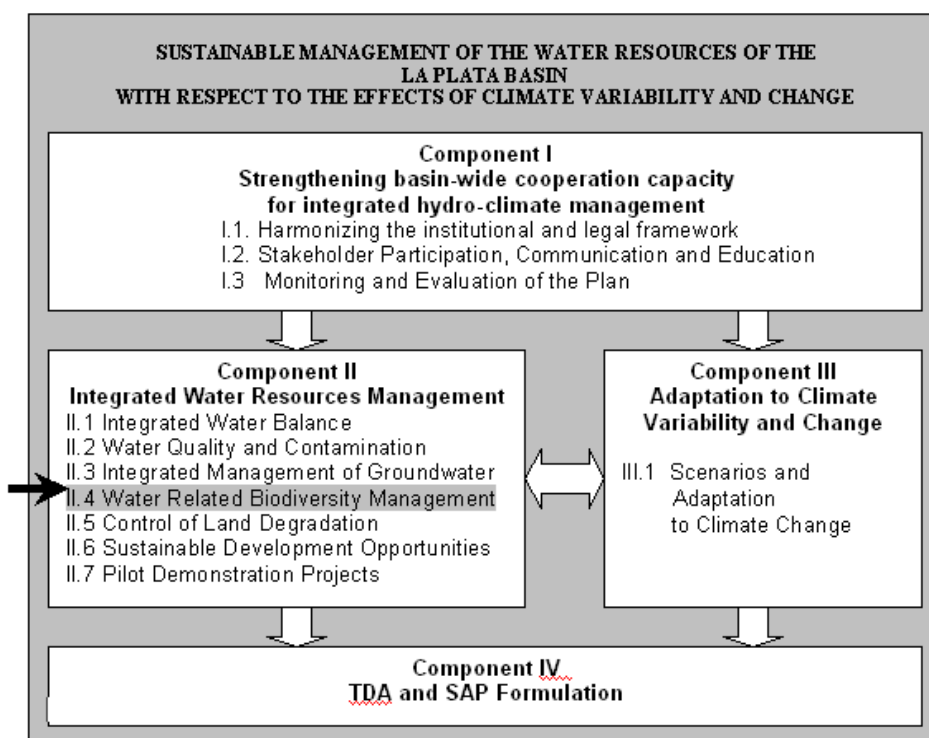 SUSTAINABLE MANAGEMENT OF THE WATER RESOURCES OF THE
LA PLATA BASIN
WITH RESPECT TO THE EFFECTS OF CLIMATE VARIABILITY AND CHANGE
Component I
Strengthening basin-wide cooperation capacity
for integrated hydro-climate management
I.1. Harmonizing the institutional and legal framework
I.2. Stakeholder Participation, Communication and Education
I.3 Monitoring and Evaluation of the Plan
Component II
Integrated Water Resources Management
II.1 Integrated Water Balance
II.2 Water Quality and Contamination
II.3 Integrated Management of Groundwater
II.4 Water Related Biodiversity Management
II.5 Control of Land Degradation
II.6 Sustainable Development Opportunities
II.7 Pilot Demonstration Projects
Component III
Adaptation to Climate
Variability and Change
III.1 Scenarios and
Adaptation
to Climate Change
Component IV
TDA and SAP Formulation